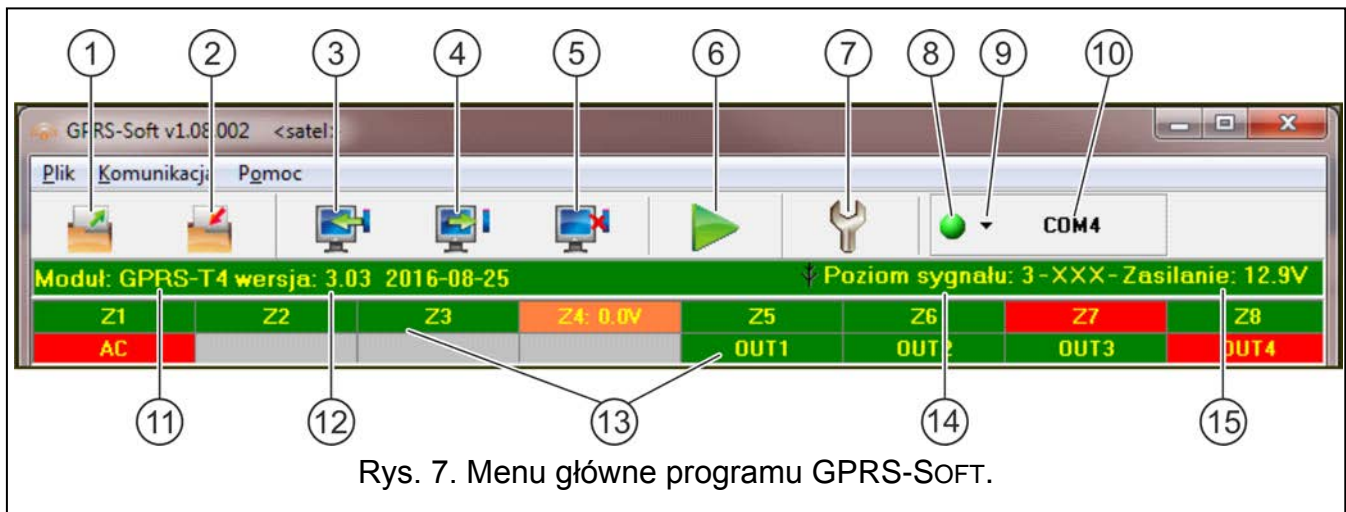 1 2 3 4 5 6 7 8 9 10
GPRS-Soft v1.08.002 <satel>
Plik Komunikacja Pomoc
COM4
Moduł: GPRS-T4 wersja: 3.03 2016-08-25 Poziom sygnału: 3-XXX-Zasilanie: 12.9V
Z1 Z2 Z3 Z4: 0.0V Z5 Z6 Z7 Z8
AC OUT1 OUT2 OUT3 OUT4
11 12 13 14 15
Rys. 7. Menu główne programu GPRS-SOFT.